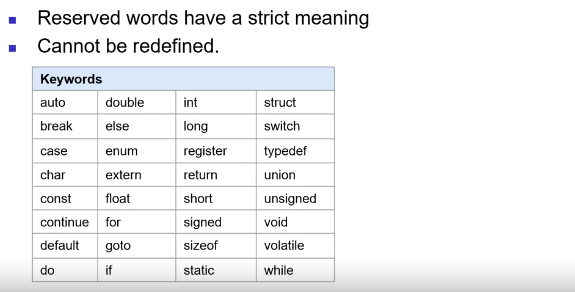 Reserved words have a strict meaning
Cannot be redefined.
Keywords
auto double int struct
break else long switch
case enum register typedef
char extern return union
const float short unsigned
continue for signed void
default goto sizeof volatile
do if static while